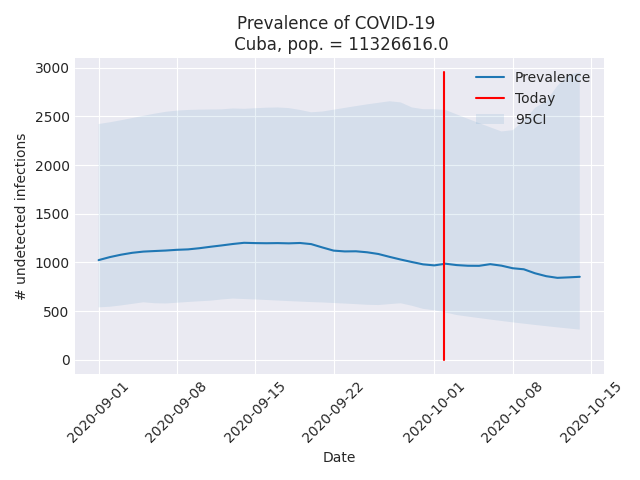 Prevalence of COVID-19
Cuba, pop. = 11326616.0
Prevalence
Today
95CI
# undetected infections
3000
2500
2000
1500
1000
500
0
2020-09-01
2020-09-08
2020-09-15
2020-09-22
2020-10-01
2020-10-08
2020-10-15
Date